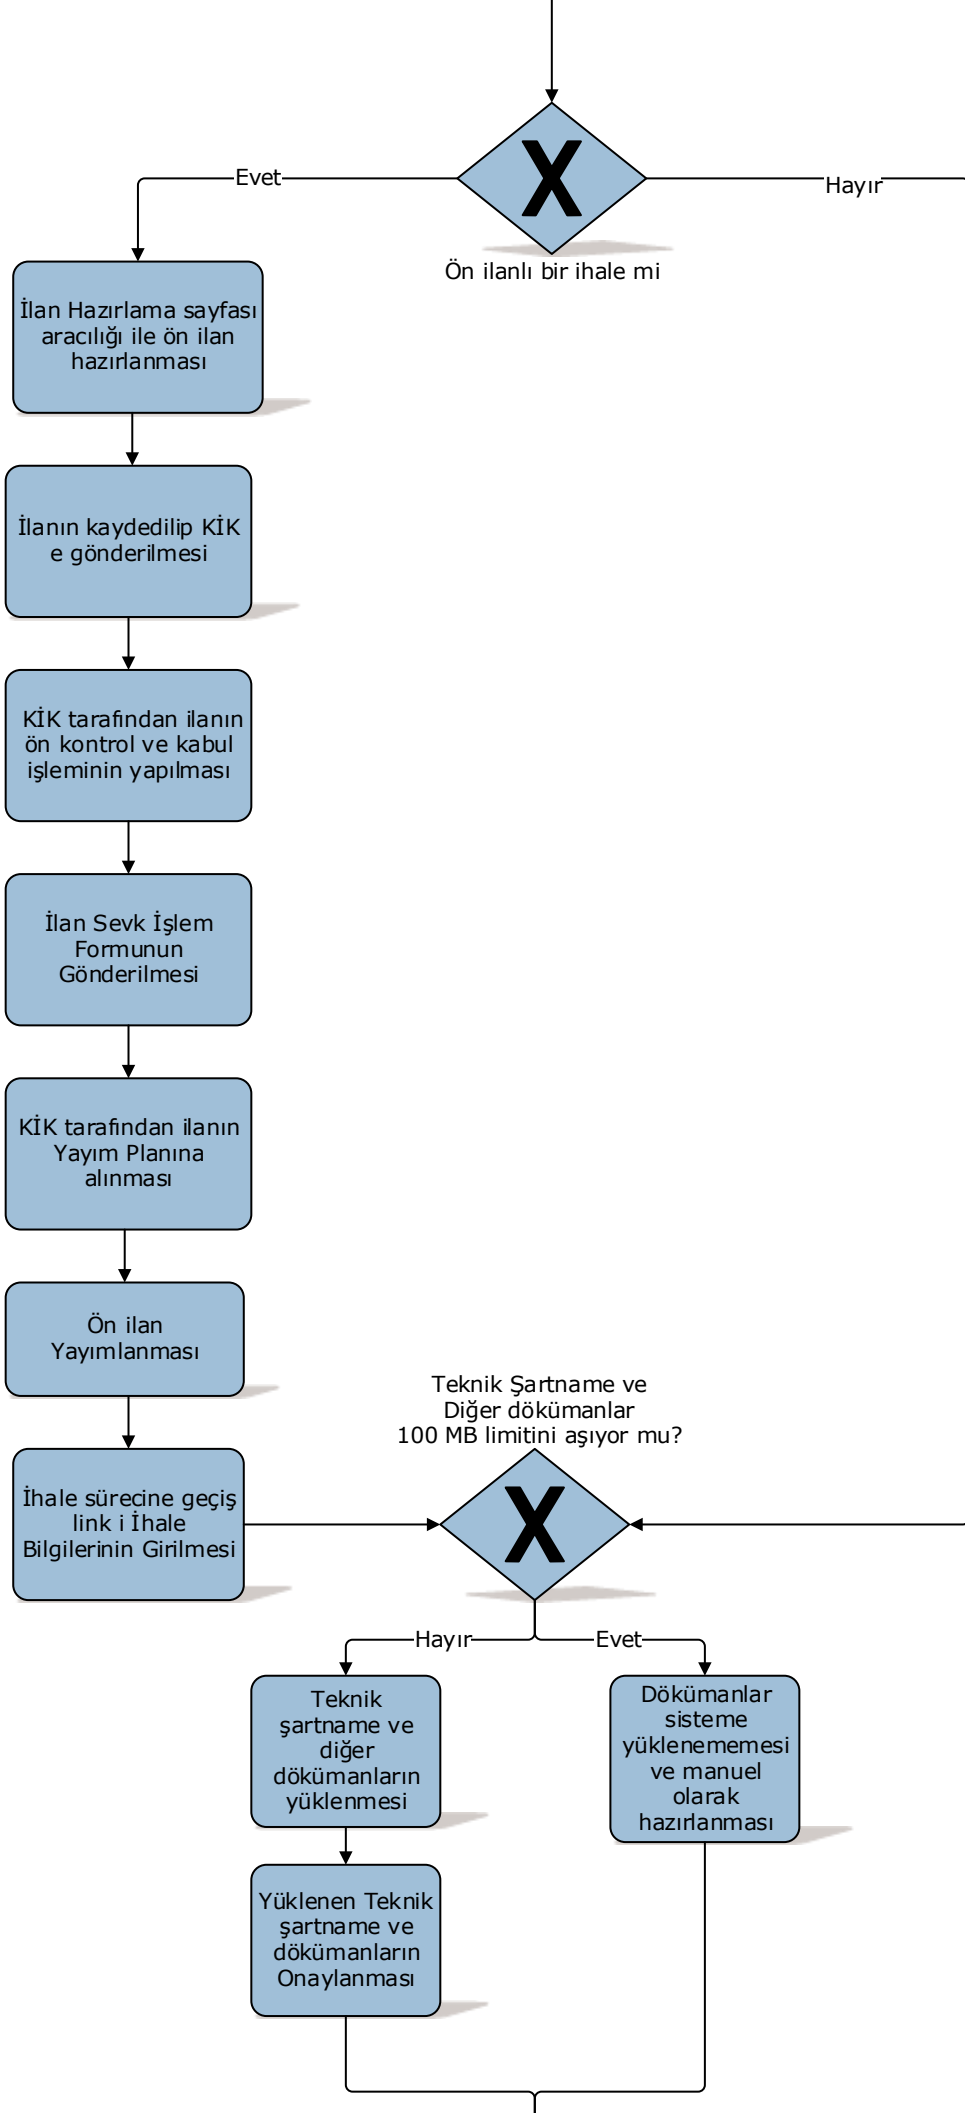 Evet
Hayır
Ön ilanlı bir ihale mi
İlan Hazırlama sayfası
aracılığı ile ön ilan
hazırlanması
İlanın kaydedilip KİK
e gönderilmesi
KİK tarafından ilanın
ön kontrol ve kabul
işleminin yapılması
İlan Sevk İşlem
Formunun
Gönderilmesi
KİK tarafından ilanın
Yayım Planına
alınması
Ön ilan
Yayımlanması
Teknik Şartname ve
Diğer dökümanlar
100 MB limitini aşıyor mu?
İhale sürecine geçiş
link i İhale
Bilgilerinin Girilmesi
Hayır
Evet
Teknik
şartname ve
diğer
dökümanların
yüklenmesi
Dökümanlar
sisteme
yüklenememesi
ve manuel
olarak
hazırlanması
Yüklenen Teknik
şartname ve
dökümanların
Onaylanması